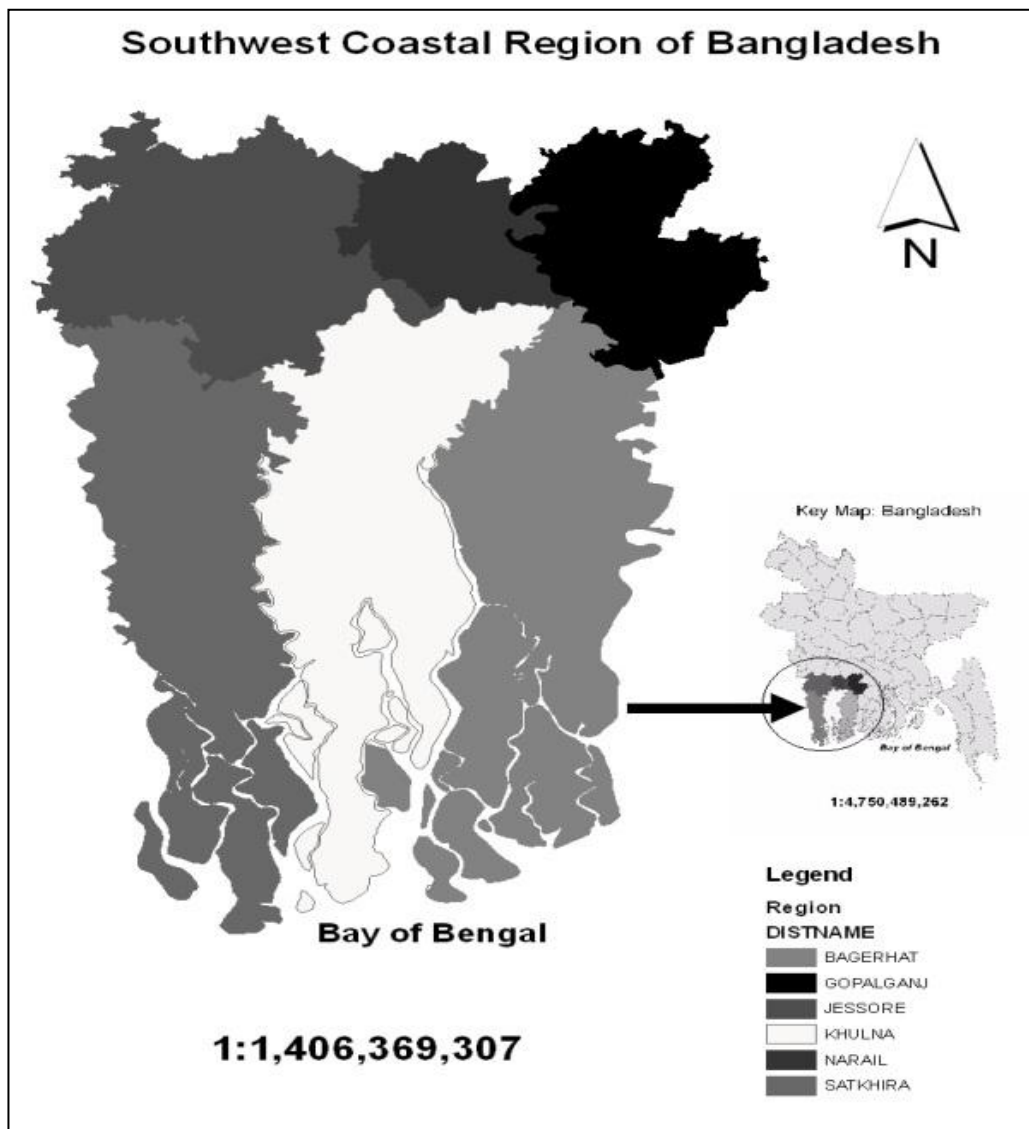 Southwest Coastal Region of Bangladesh
N
Key Map: Bangladesh
Bay of Bengal
1:4,750,489,262
Bay of Bengal
1:1,406,369,307
Legend
Region
DISTNAME
BAGERHAT
GOPALGANJ
JESSORE
KHULNA
NARAIL
SATKHIRA